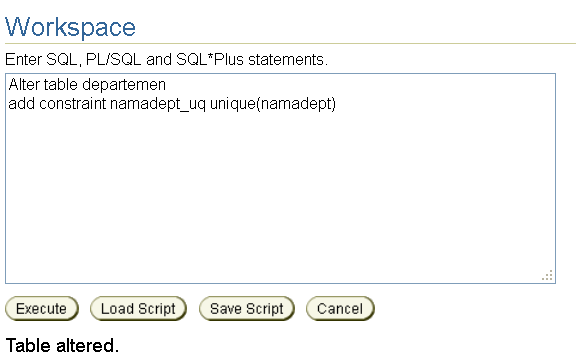 Workspace
Enter SQL, PL/SQL and SQL*Plus statements.
Alter table departemen
add constraint namadept_uq unique(namadept)
Execute Load Script Save Script Cancel
Table altered.